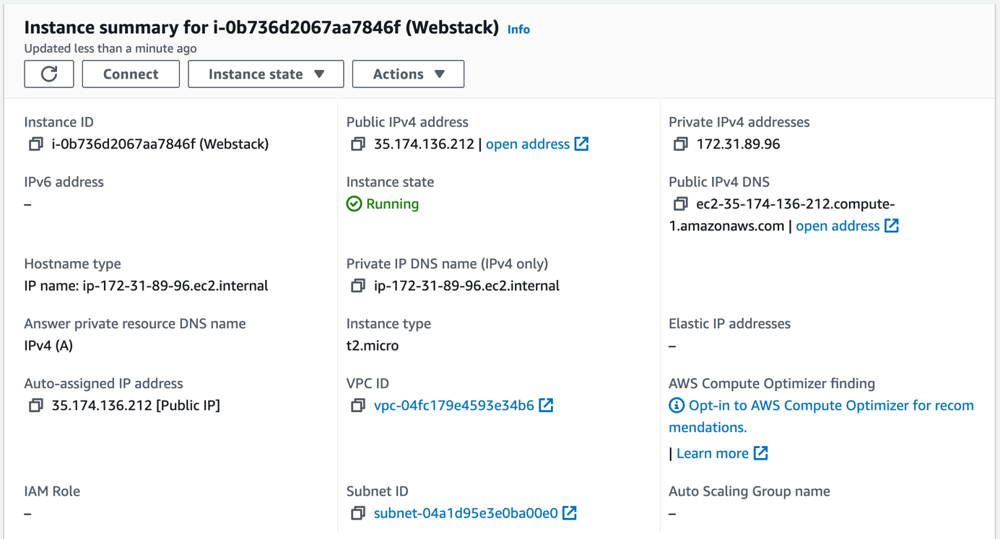 Instance summary for i-0b736d2067aa7846f (Webstack) Info
Updated less than a minute ago
Connect
Instance state
Actions
Instance ID
i-0b736d2067aa7846f (Webstack)
Public IPv4 address
35.174.136.212 | open address
Private IPv4 addresses
172.31.89.96
IPv6 address
–
Instance state
Running
Public IPv4 DNS
ec2-35-174-136-212.compute-
1.amazonaws.com | open address
Hostname type
IP name: ip-172-31-89-96.ec2.internal
Private IP DNS name (IPv4 only)
ip-172-31-89-96.ec2.internal
Answer private resource DNS name
IPv4 (A)
Instance type
t2.micro
Elastic IP addresses
–
Auto-assigned IP address
35.174.136.212 [Public IP]
VPC ID
vpc-04fc179e4593e34b6
AWS Compute Optimizer finding
Opt-in to AWS Compute Optimizer for recom
mendations.
| Learn more
IAM Role
–
Subnet ID
subnet-04a1d95e3e0ba00e0
Auto Scaling Group name
–